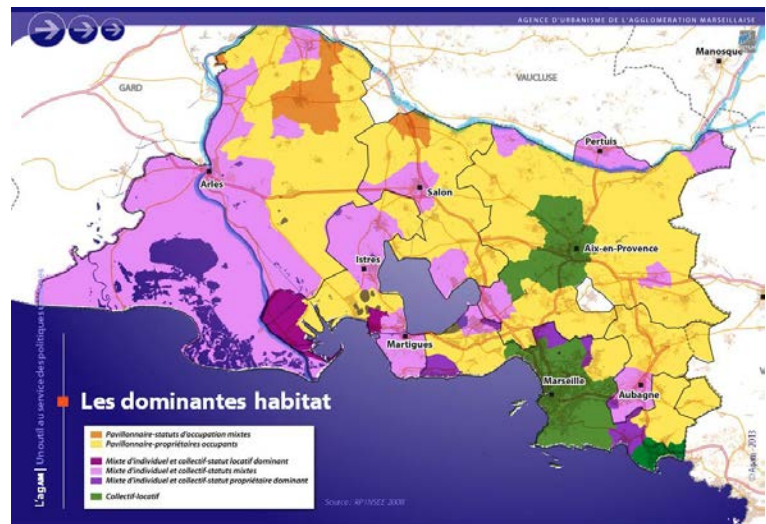 AGENCE D'URBANISME DE L'AGGLOMÉRATION MARSEILLAISE
Manosque
GARD
VAUCLUSE
Pertuis
Arles
Salon
Aix-en-Provence
Istres
Martigues
Marseille
Aubagne
L'agAM | Un outil au service des politiques
Les dominantes habitat
Pavillonnaire-statuts d'occupation mixtes
Pavillonnaire-propriétaires occupants
Mixte d'individuel et collectif-statut locatif dominant
Mixte d'individuel et collectif-statuts mixtes
Mixte d'individuel et collectif-statut propriétaire dominant
Collectif-locatif
Source : RP INSEE 2008
© Agam - 2013